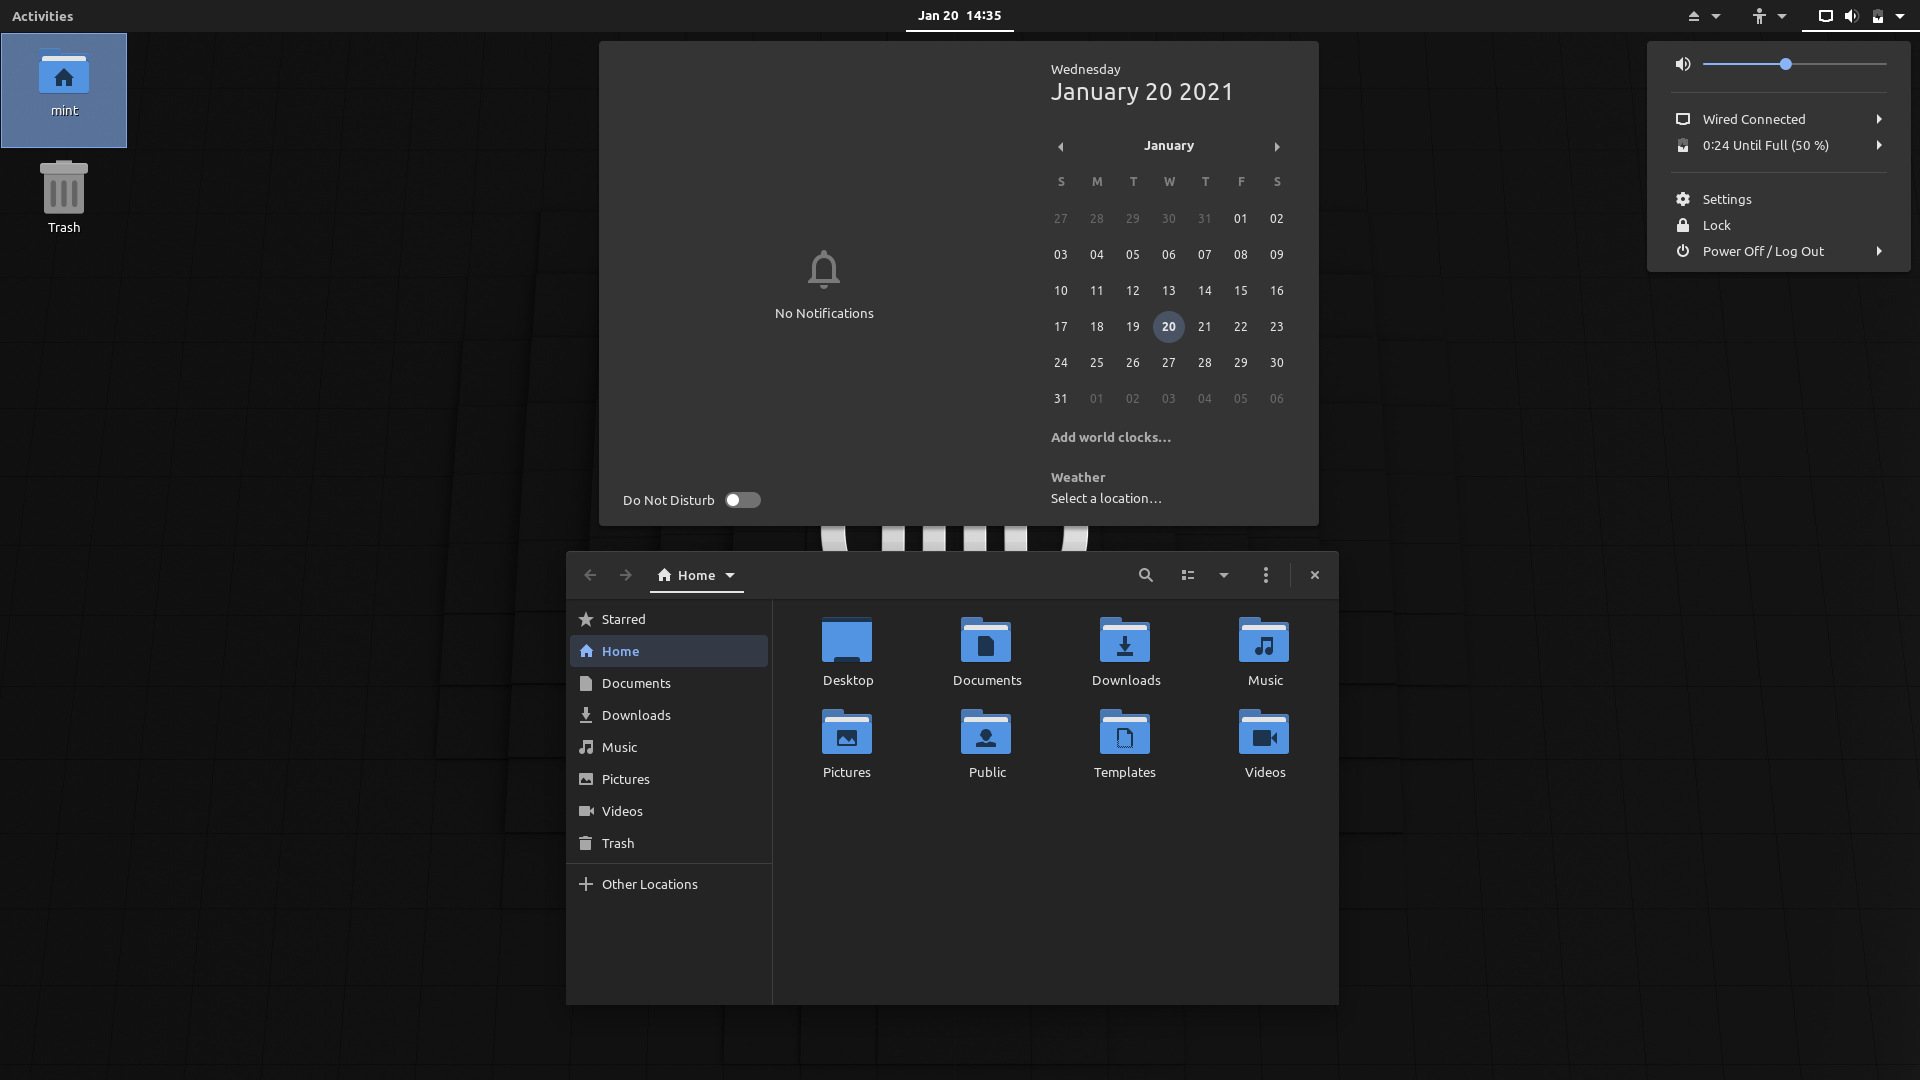 Activities
Jan 20 14:35
mint
Trash
No Notifications
Do Not Disturb
Wednesday
January 20 2021
January
S M T W T F S
27 28 29 30 31 01 02
03 04 05 06 07 08 09
10 11 12 13 14 15 16
17 18 19 20 21 22 23
24 25 26 27 28 29 30
31 01 02 03 04 05 06
Add world clocks…
Weather
Select a location…
Wired Connected
0:24 Until Full (50 %)
Settings
Lock
Power Off / Log Out
Home
Starred
Home
Documents
Downloads
Music
Pictures
Videos
Trash
Other Locations
Desktop Documents Downloads Music
Pictures Public Templates Videos